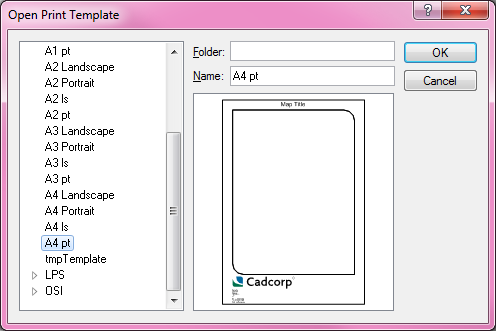 Open Print Template
A1 pt
A2 Landscape
A2 Portrait
A2 ls
A2 pt
A3 Landscape
A3 Portrait
A3 ls
A3 pt
A4 Landscape
A4 Portrait
A4 ls
A4 pt
tmpTemplate
LPS
OSI
Folder:
Name: A4 pt
OK
Cancel
Map Title
Cadcorp